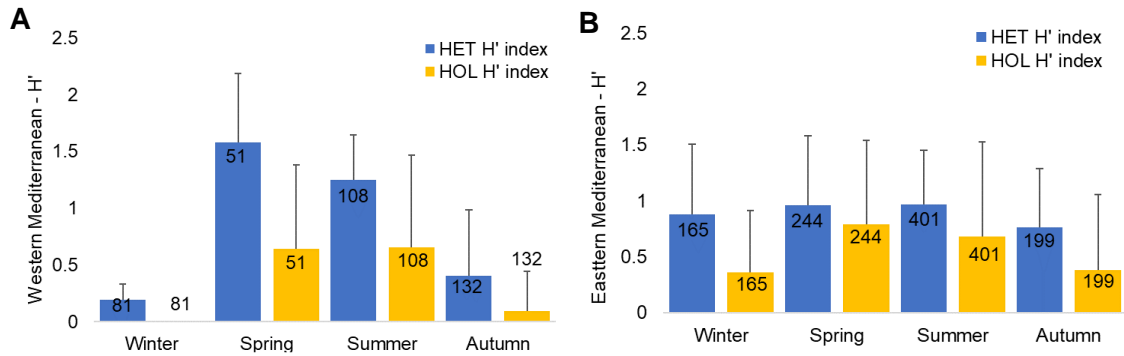 A
Western Mediterranean - H'
2.5
2
1.5
1
0.5
0
HET H' index
HOL H' index
81
81
51
51
108
108
132
132
Winter
Spring
Summer
Autumn
B
Easttern Mediterranean - H'
2.5
2
1.5
1
0.5
0
HET H' index
HOL H' index
165
165
244
244
401
401
199
199
Winter
Spring
Summer
Autumn